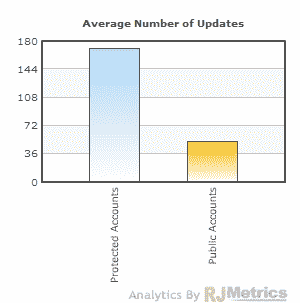 Average Number of Updates
180
144
108
72
36
0
Protected Accounts
Public Accounts
Analytics By RJMetrics